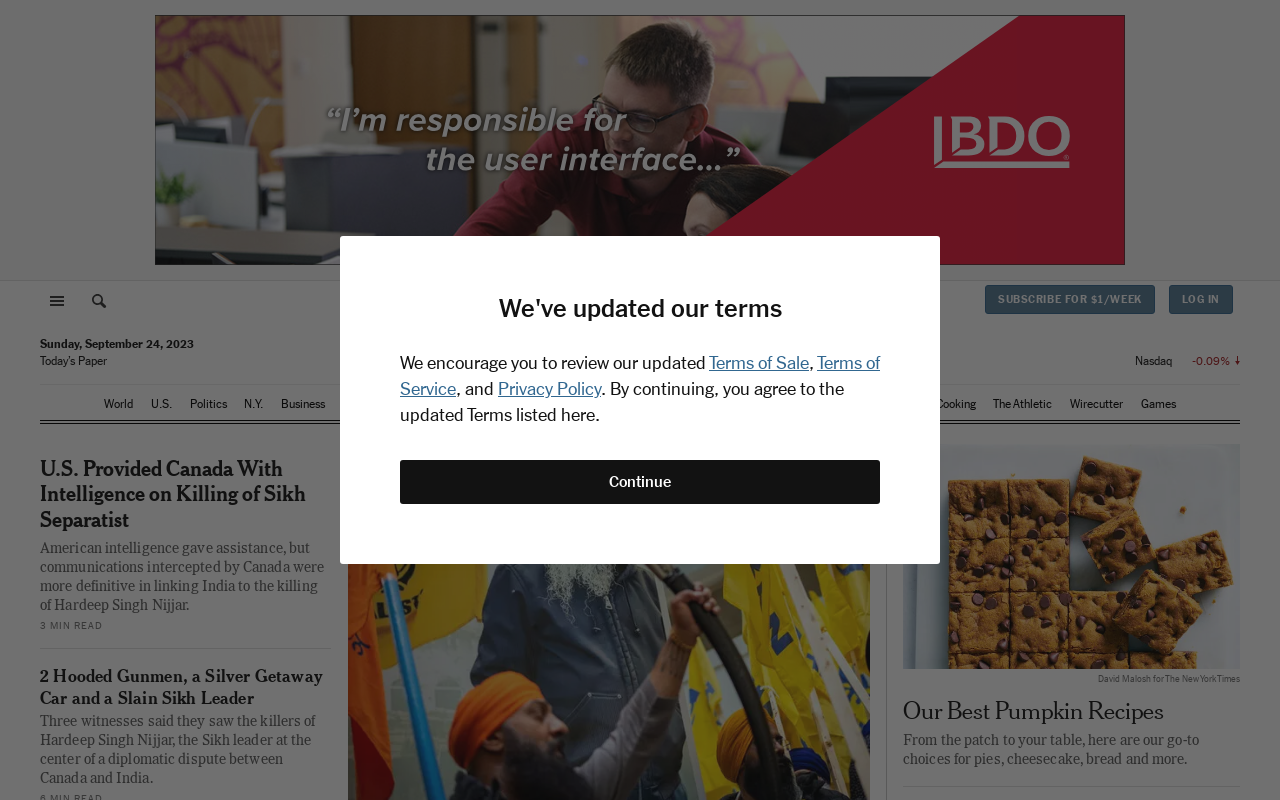 “I’m responsible for
the user interface...”
BDO
SUBSCRIBE FOR $1/WEEK
LOG IN
Sunday, September 24, 2023
Today’s Paper
Nasdaq -0.09%
World U.S. Politics N.Y. Business
Cooking The Athletic Wirecutter Games
We've updated our terms
We encourage you to review our updated Terms of Sale, Terms of
Service, and Privacy Policy. By continuing, you agree to the
updated Terms listed here.
Continue
U.S. Provided Canada With
Intelligence on Killing of Sikh
Separatist
American intelligence gave assistance, but
communications intercepted by Canada were
more definitive in linking India to the killing
of Hardeep Singh Nijjar.
3 MIN READ
2 Hooded Gunmen, a Silver Getaway
Car and a Slain Sikh Leader
Three witnesses said they saw the killers of
Hardeep Singh Nijjar, the Sikh leader at the
center of a diplomatic dispute between
Canada and India.
6 MIN READ
David Malosh for The New York Times
Our Best Pumpkin Recipes
From the patch to your table, here are our go-to
choices for pies, cheesecake, bread and more.